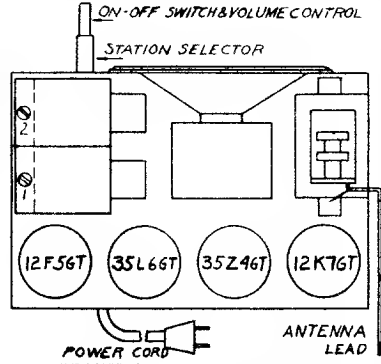 ON-OFF SWITCH & VOLUME CONTROL
STATION SELECTOR
2
1
12F5GT
35L6GT
35Z4GT
12K7GT
POWER CORD
ANTENNA
LEAD